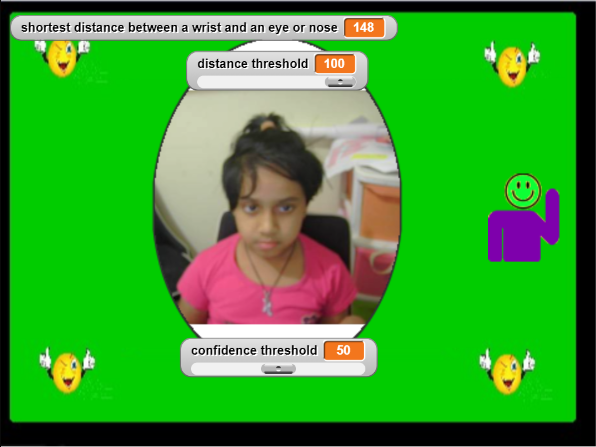 shortest distance between a wrist and an eye or nose 148
distance threshold 100
confidence threshold 50